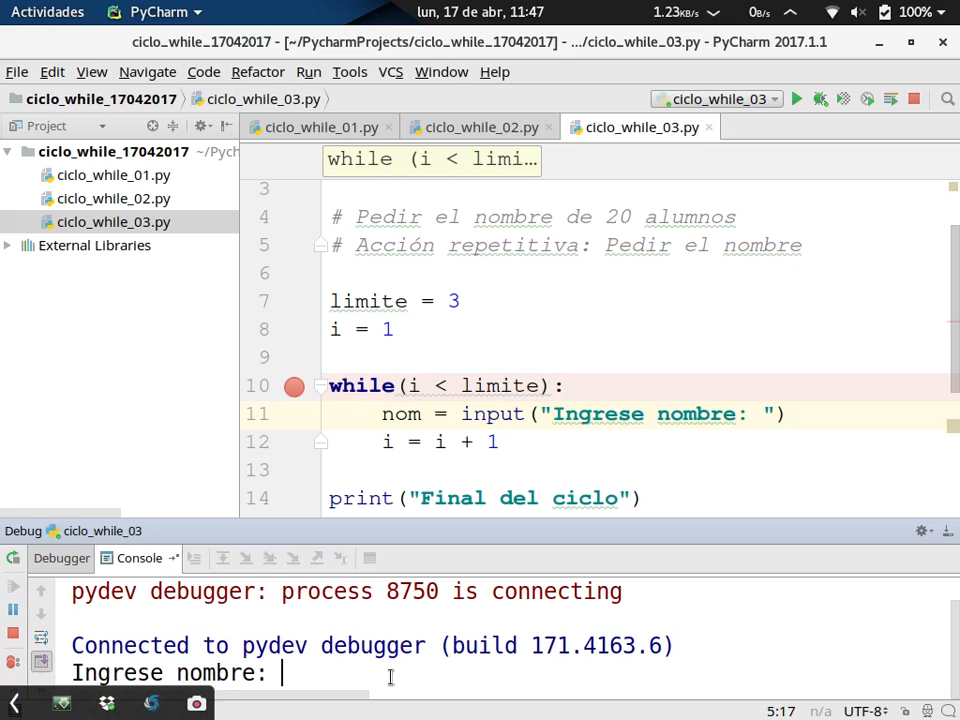 Actividades PyCharm lun, 17 de abr, 11:47 1.23KB/s 0B/s 100%
ciclo_while_17042017 - [~/PycharmProjects/ciclo_while_17042017] - .../ciclo_while_03.py - PyCharm 2017.1.1
File Edit View Navigate Code Refactor Run Tools VCS Window Help
ciclo_while_17042017 ciclo_while_03.py ciclo_while_03
Project ciclo_while_01.py ciclo_while_02.py ciclo_while_03.py
ciclo_while_17042017 ~/Pych
ciclo_while_01.py
ciclo_while_02.py
ciclo_while_03.py
External Libraries
while (i < limi...
3
4 # Pedir el nombre de 20 alumnos
5 # Acción repetitiva: Pedir el nombre
6
7 limite = 3
8 i = 1
9
10 while(i < limite):
11 nom = input("Ingrese nombre: ")
12 i = i + 1
13
14 print("Final del ciclo")
Debug ciclo_while_03
Debugger Console
pydev debugger: process 8750 is connecting
Connected to pydev debugger (build 171.4163.6)
Ingrese nombre:
5:17 n/a UTF-8